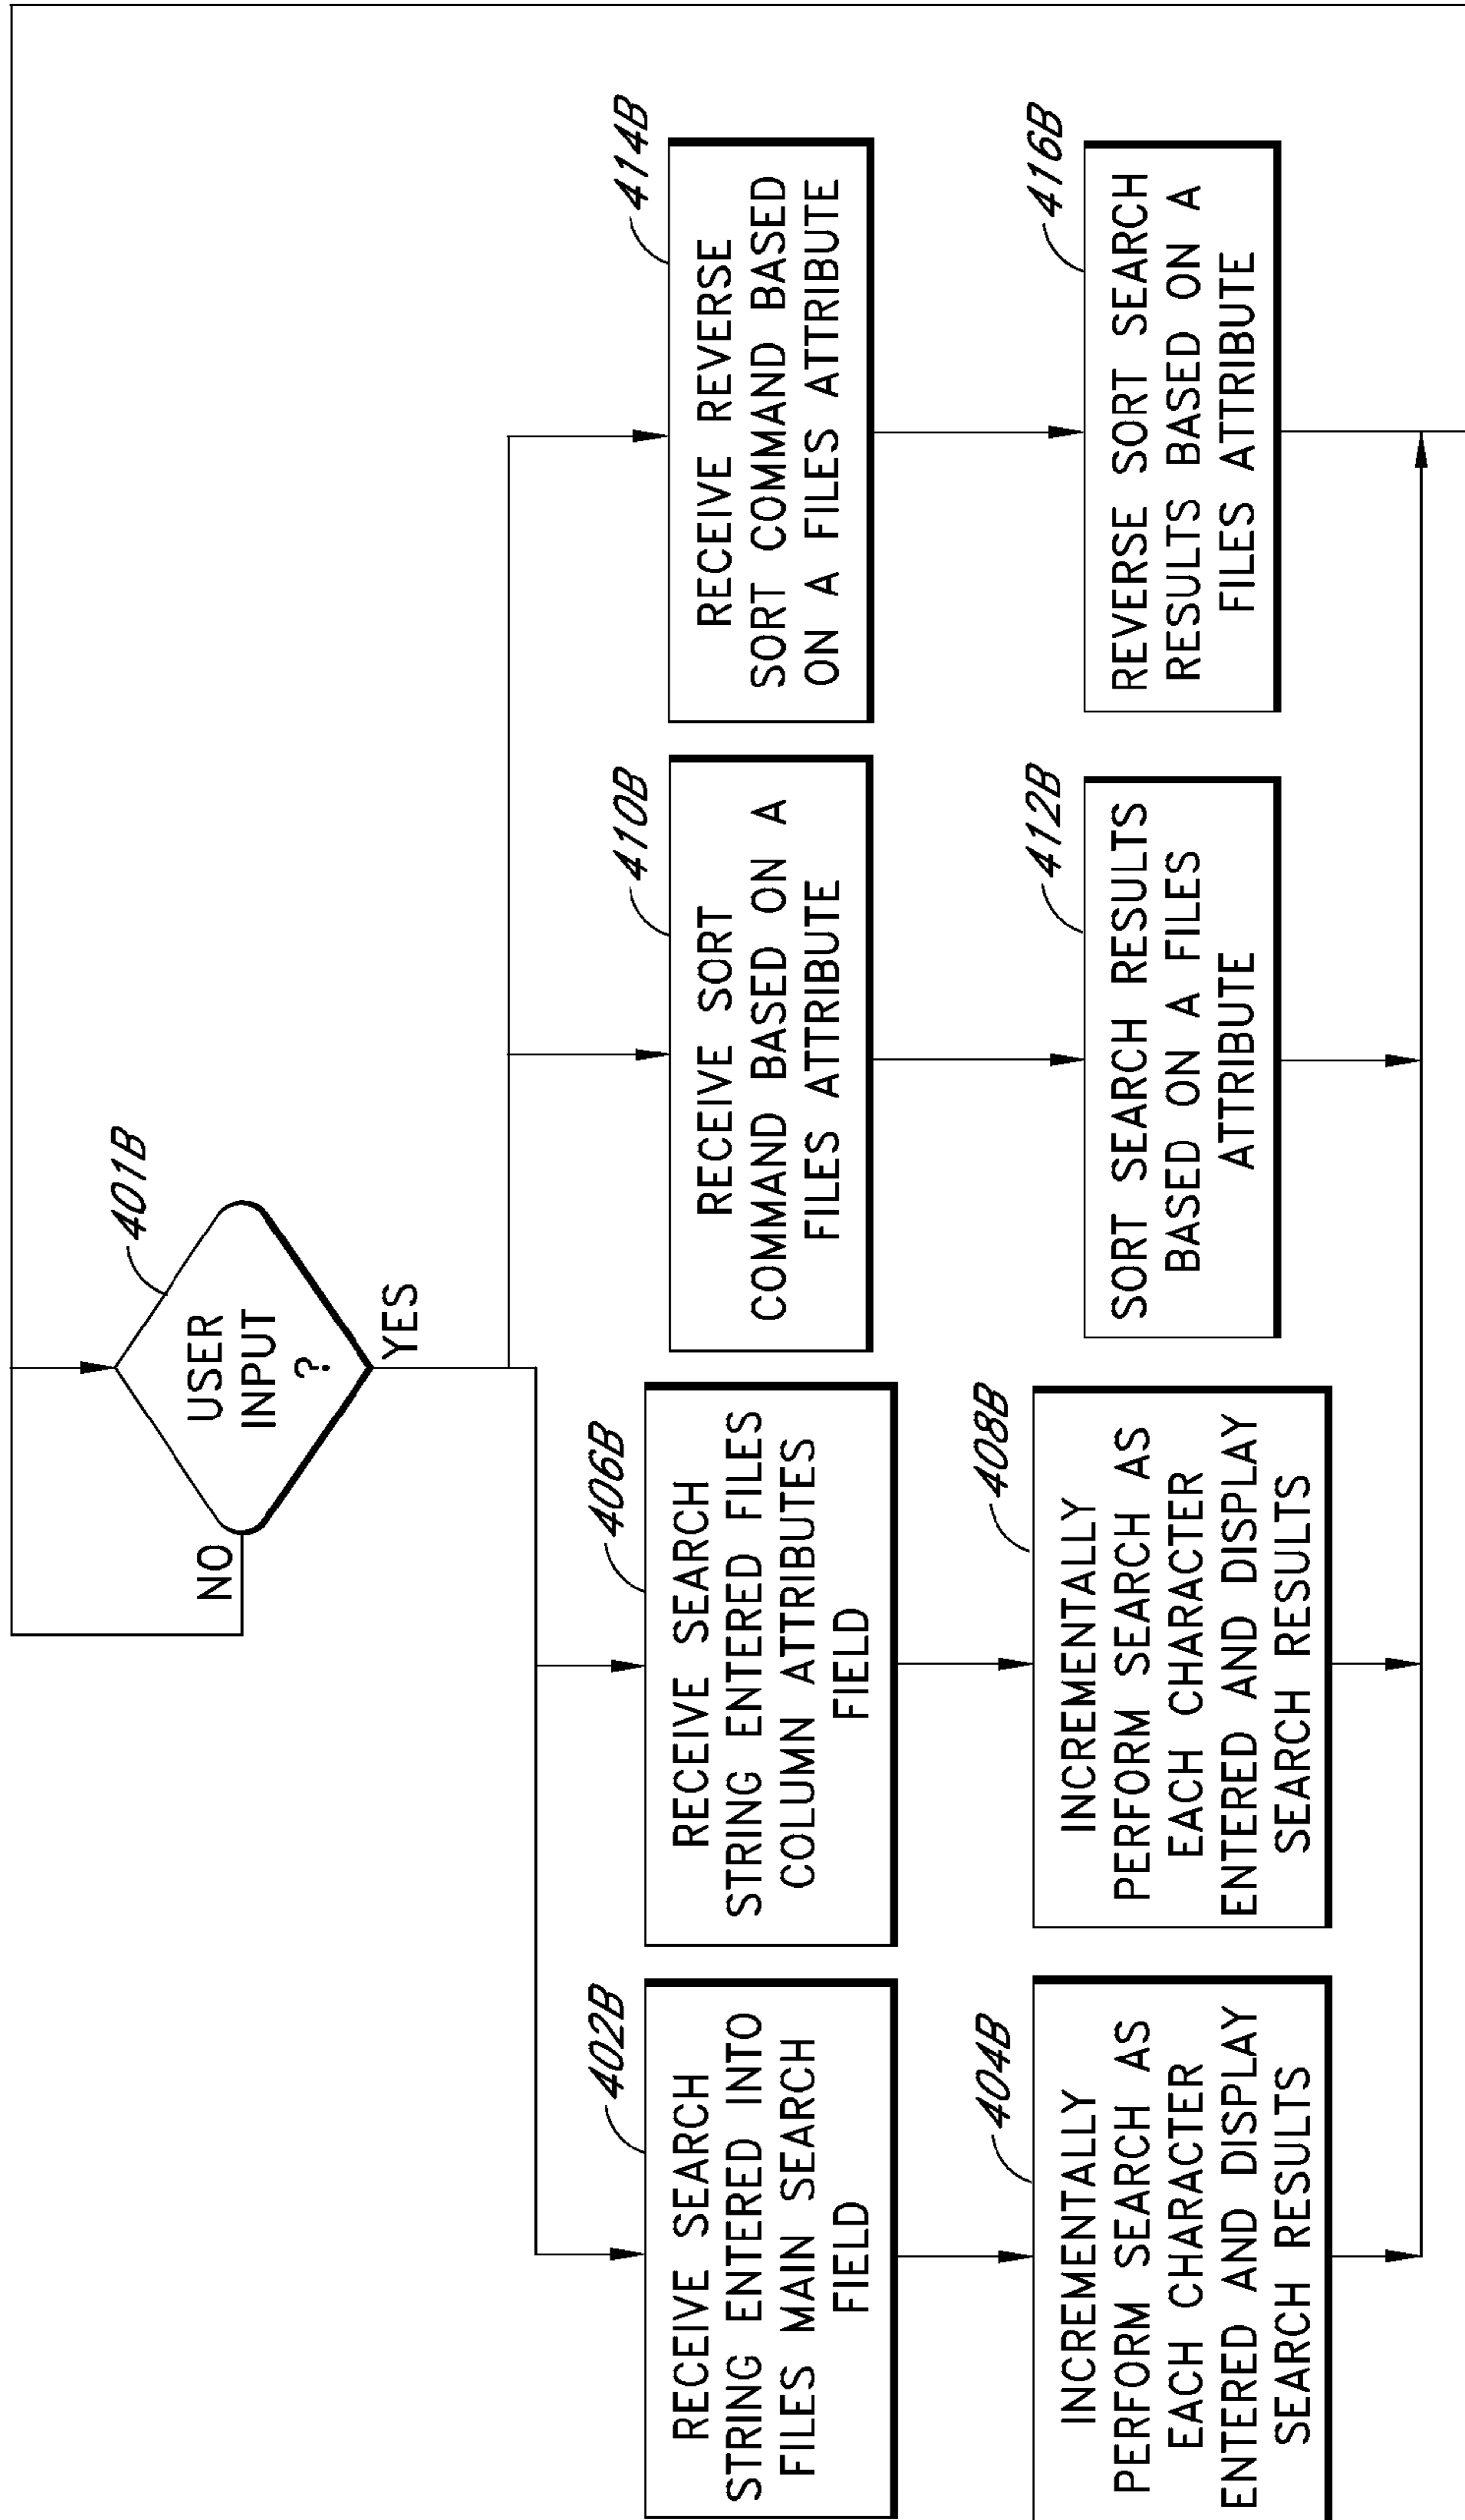 401B
USER
INPUT
?
NO
YES
402B
RECEIVE SEARCH
STRING ENTERED INTO
FILES MAIN SEARCH
FIELD
406B
RECEIVE SEARCH
STRING ENTERED FILES
COLUMN ATTRIBUTES
FIELD
410B
RECEIVE SORT
COMMAND BASED ON A
FILES ATTRIBUTE
414B
RECEIVE REVERSE
SORT COMMAND BASED
ON A FILES ATTRIBUTE
404B
INCREMENTALLY
PERFORM SEARCH AS
EACH CHARACTER
ENTERED AND DISPLAY
SEARCH RESULTS
408B
INCREMENTALLY
PERFORM SEARCH AS
EACH CHARACTER
ENTERED AND DISPLAY
SEARCH RESULTS
412B
SORT SEARCH RESULTS
BASED ON A FILES
ATTRIBUTE
416B
REVERSE SORT SEARCH
RESULTS BASED ON A
FILES ATTRIBUTE